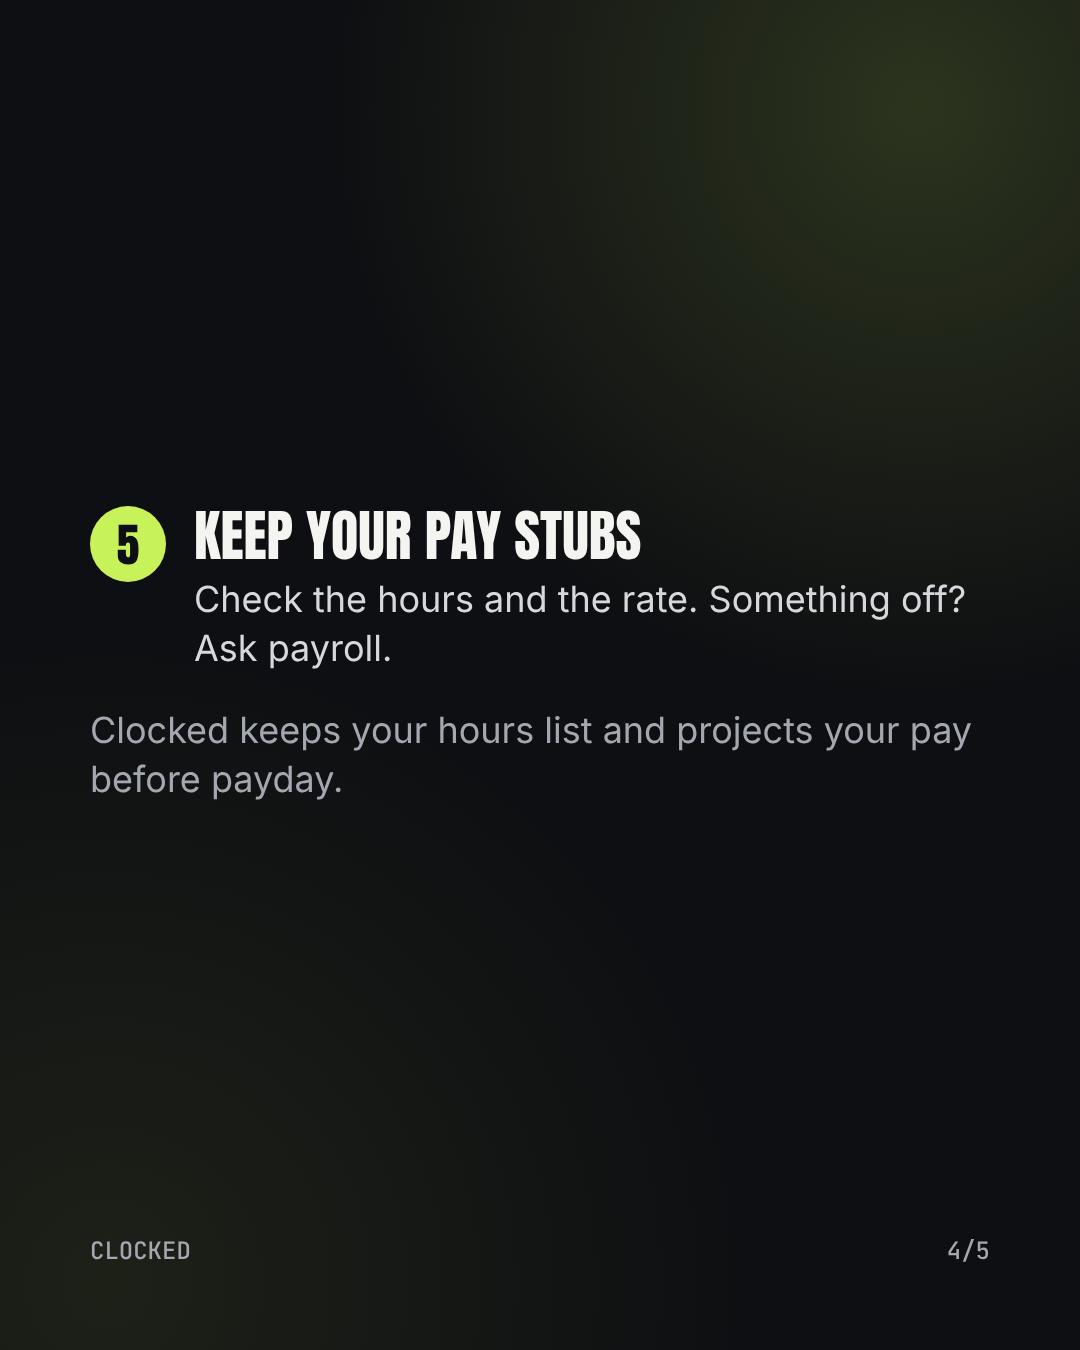 5
KEEP YOUR PAY STUBS
Check the hours and the rate. Something off?
Ask payroll.
Clocked keeps your hours list and projects your pay
before payday.
CLOCKED
4/5